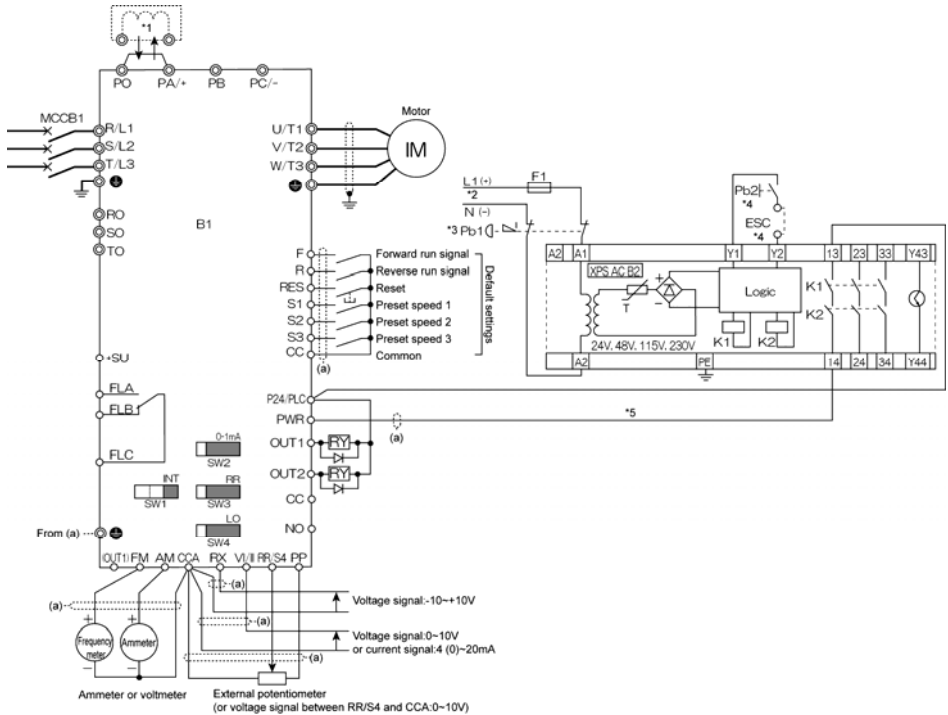 *1
PO PA/+ PB PC/-
MCCB1
R/L1
S/L2
T/L3
RO
SO
TO
B1
U/T1
V/T2
W/T3
Motor
IM
F
R
RES
S1
S2
S3
CC
Forward run signal
Reverse run signal
Reset
Preset speed 1
Preset speed 2
Preset speed 3
Common
Default settings
(a)
*SU
FLA
FLB
FLC
P24/PLC
PWR
OUT1
OUT2
CC
NO
RY
RY
(a)
*5
0-1mA
SW2
INT
SW1
RR
SW3
LO
SW4
From (a)
(OUT1) FM AM CCA RX VI/II RR/S4 PP
(a)
(a)
(a)
(a)
+
Frequency
meter
−
+
Ammeter
−
Ammeter or voltmeter
Voltage signal:-10~+10V
Voltage signal:0~10V
or current signal:4 (0)~20mA
External potentiometer
(or voltage signal between RR/S4 and CCA:0~10V)
L1 (+)
*2
N (−)
F1
*3 Pb1
Pb2
*4
ESC
*4
A2 A1 Y1 Y2 13 23 33 Y43
XPS AC B2
T
+
−
Logic
K1
K2
K1 K2
24V, 48V, 115V, 230V
A2 PE 14 24 34 Y44